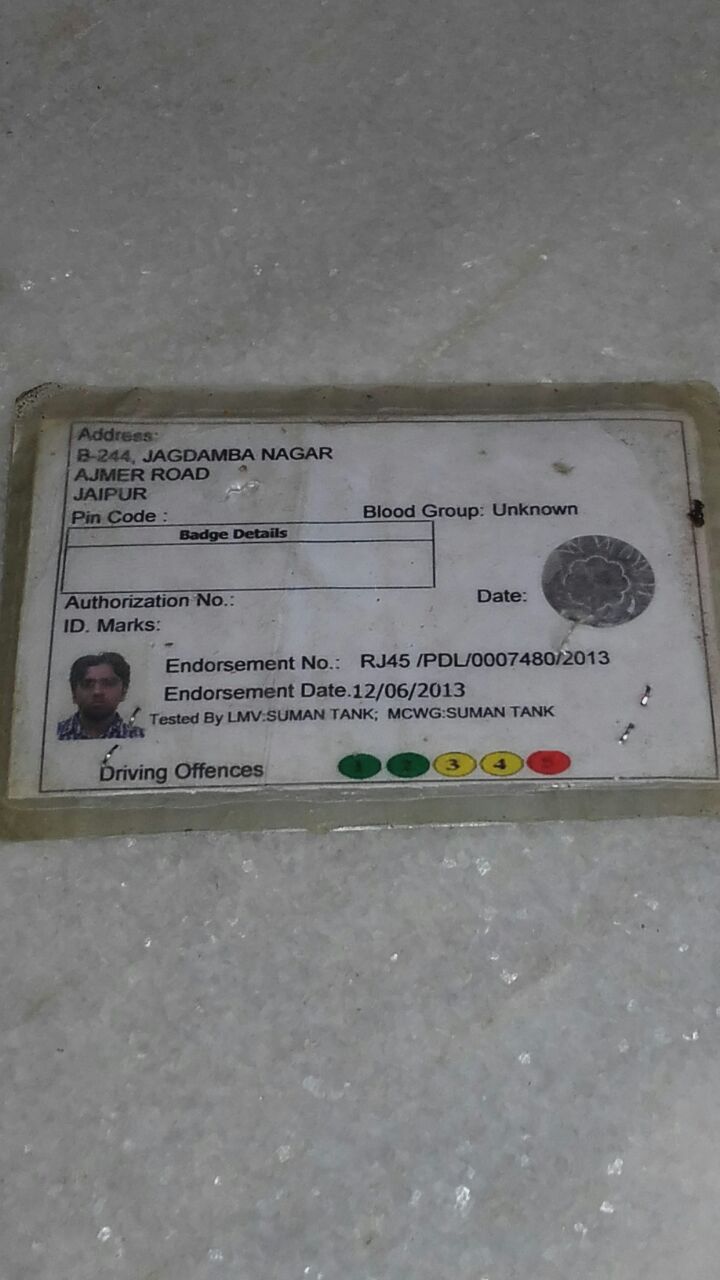 Address:
B-244, JAGDAMBA NAGAR
AJMER ROAD
JAIPUR
Pin Code : Blood Group: Unknown
Badge Details
Authorization No.: Date:
ID. Marks:
Endorsement No.: RJ45 /PDL/0007480/2013
Endorsement Date.12/06/2013
Tested By LMV:SUMAN TANK; MCWG:SUMAN TANK
Driving Offences 1 2 3 4 5